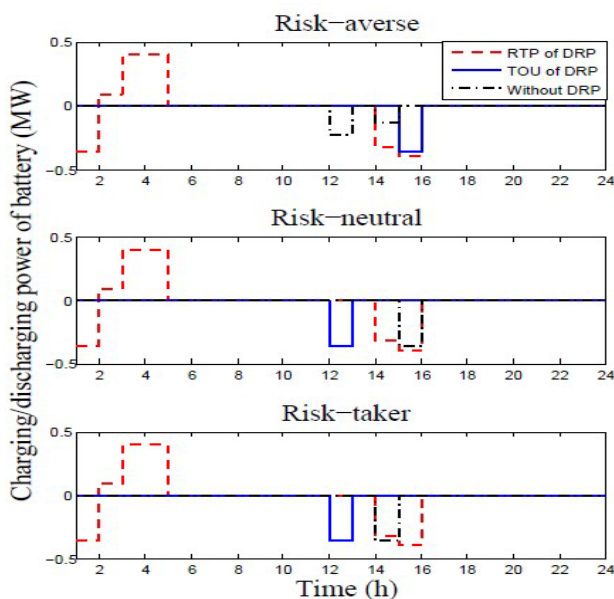 Risk−averse
0.5
0
−0.5
RTP of DRP
TOU of DRP
Without DRP
2 4 6 8 10 12 14 16 18 20 22 24
Risk−neutral
0.5
0
−0.5
2 4 6 8 10 12 14 16 18 20 22 24
Risk−taker
0.5
0
−0.5
2 4 6 8 10 12 14 16 18 20 22 24
Time (h)
Charging/discharging power of battery (MW)